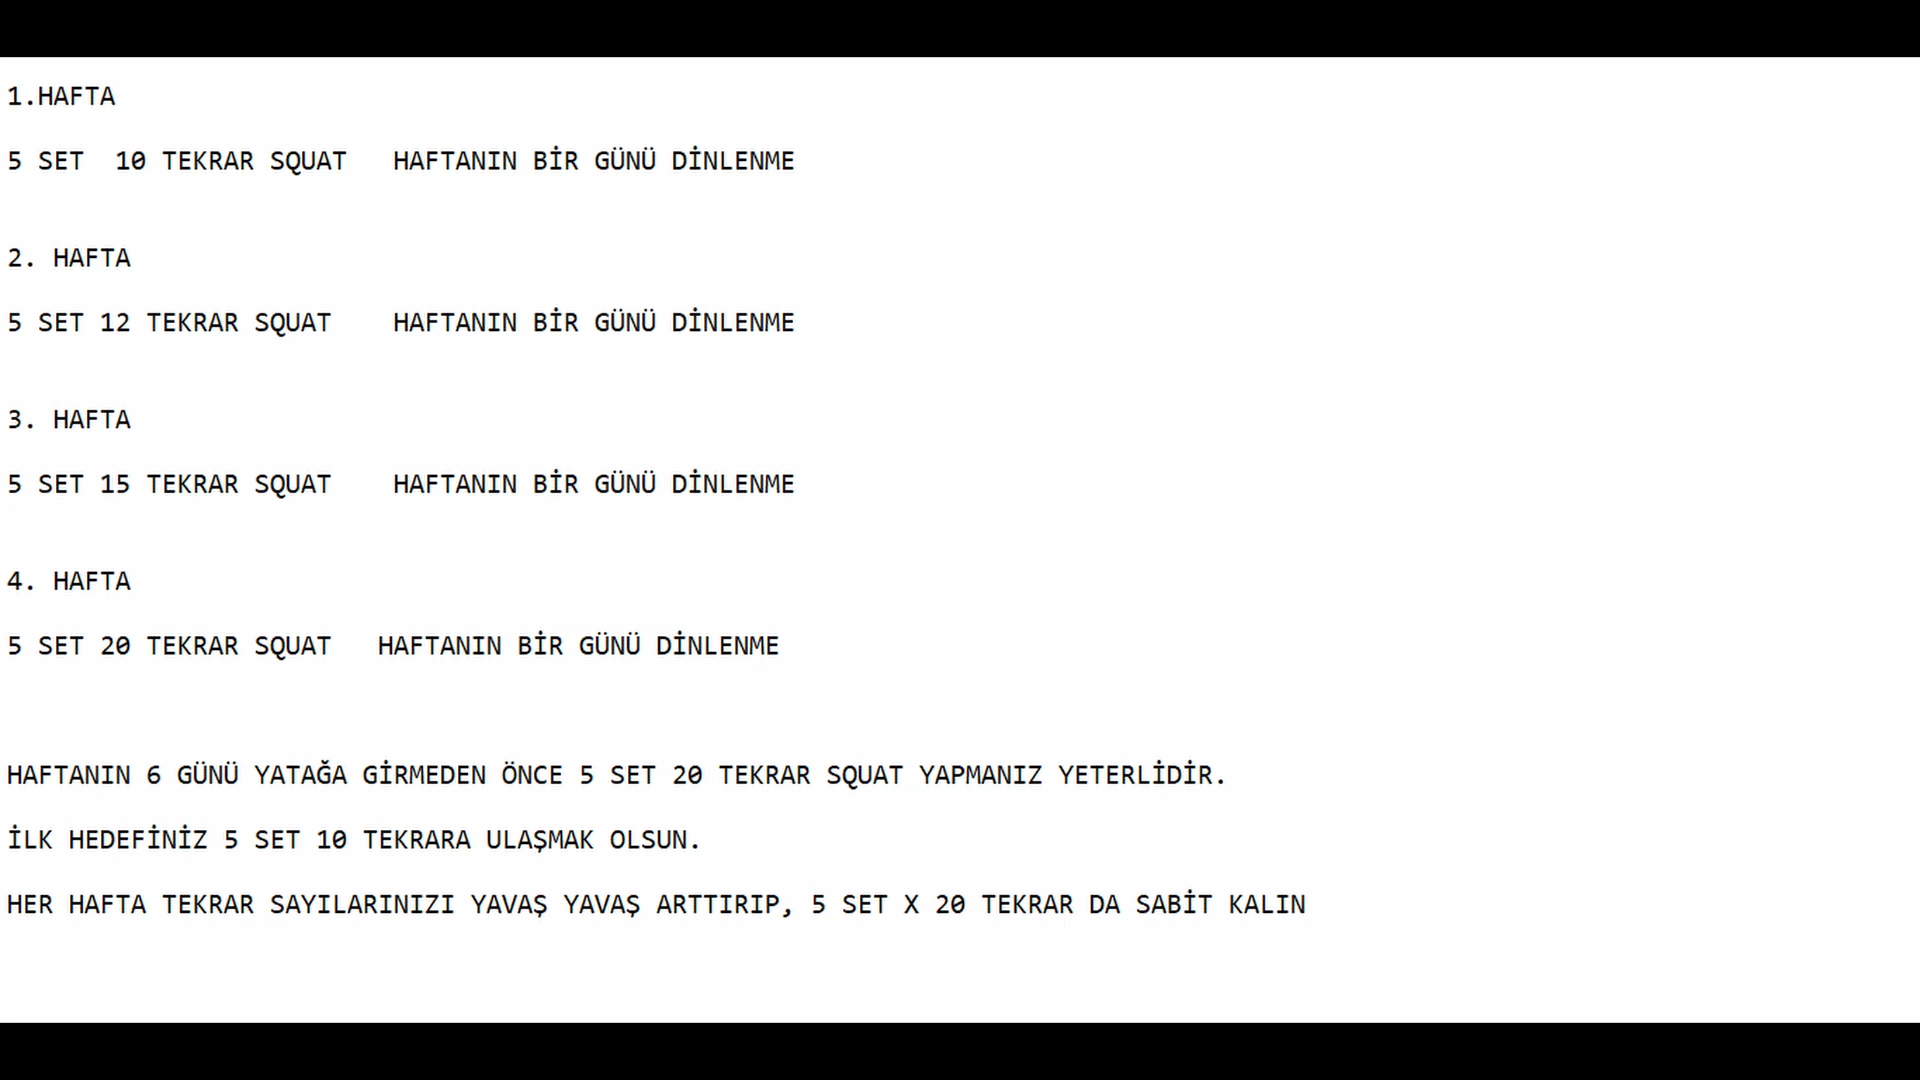 1.HAFTA
5 SET  10 TEKRAR SQUAT   HAFTANIN BİR GÜNÜ DİNLENME
2. HAFTA
5 SET 12 TEKRAR SQUAT    HAFTANIN BİR GÜNÜ DİNLENME
3. HAFTA
5 SET 15 TEKRAR SQUAT    HAFTANIN BİR GÜNÜ DİNLENME
4. HAFTA
5 SET 20 TEKRAR SQUAT   HAFTANIN BİR GÜNÜ DİNLENME
HAFTANIN 6 GÜNÜ YATAĞA GİRMEDEN ÖNCE 5 SET 20 TEKRAR SQUAT YAPMANIZ YETERLİDİR.
İLK HEDEFİNİZ 5 SET 10 TEKRARA ULAŞMAK OLSUN.
HER HAFTA TEKRAR SAYILARINIZI YAVAŞ YAVAŞ ARTTIRIP, 5 SET X 20 TEKRAR DA SABİT KALIN